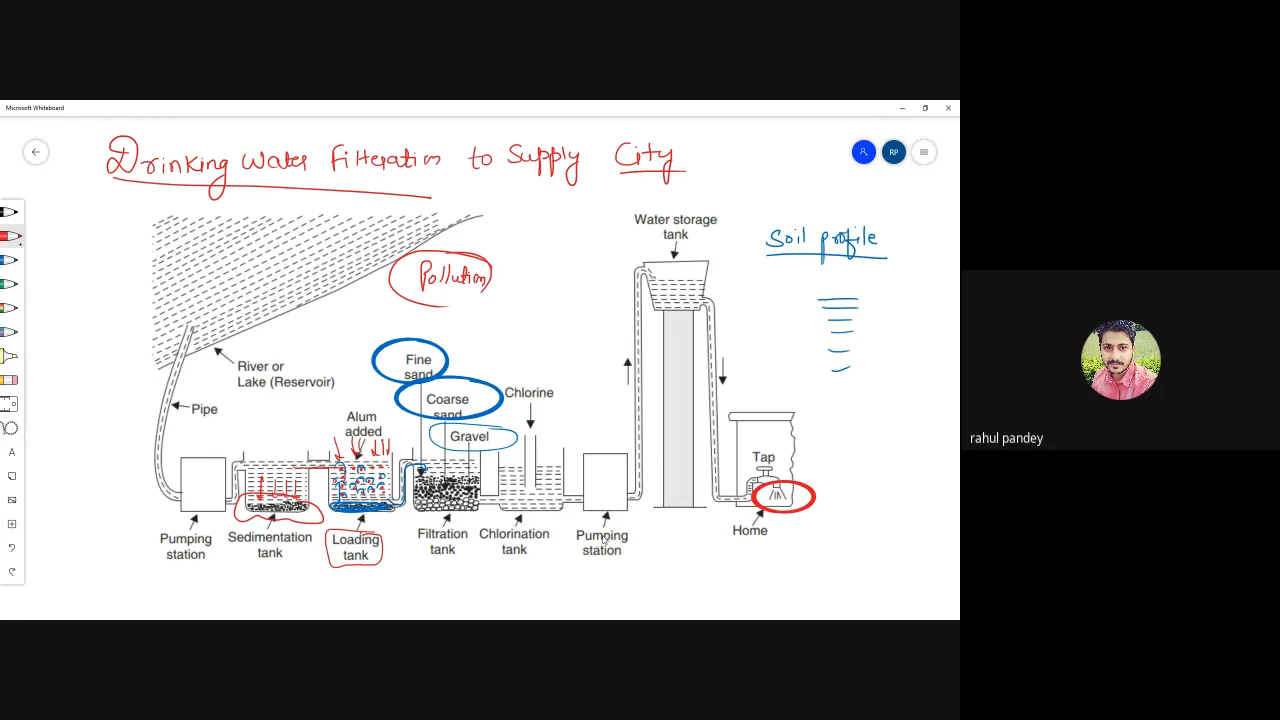 Microsoft Whiteboard
Drinking Water Filteration to Supply City
RP
Water storage
tank
Soil profile
Pollution
River or
Lake (Reservoir)
Fine
sand
Coarse
sand
Chlorine
Pipe
Alum
added
Gravel
Tap
rahul pandey
Pumping
station
Sedimentation
tank
Loading
tank
Filtration
tank
Chlorination
tank
Pumping
station
Home
A